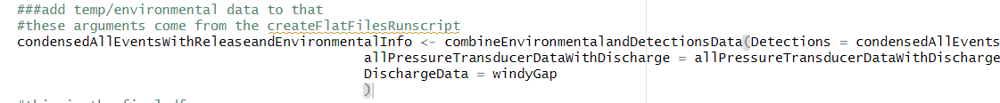 ###add temp/environmental data to that
#these arguments come from the createFlatFilesRunscript
condensedAllEventsWithReleaseandEnvironmentalInfo <- combineEnvironmentalandDetectionsData(Detections = condensedAllEvents
allPressureTransducerDataWithDischarge = allPressureTransducerDataWithDischarge
DischargeData = windyGap
)